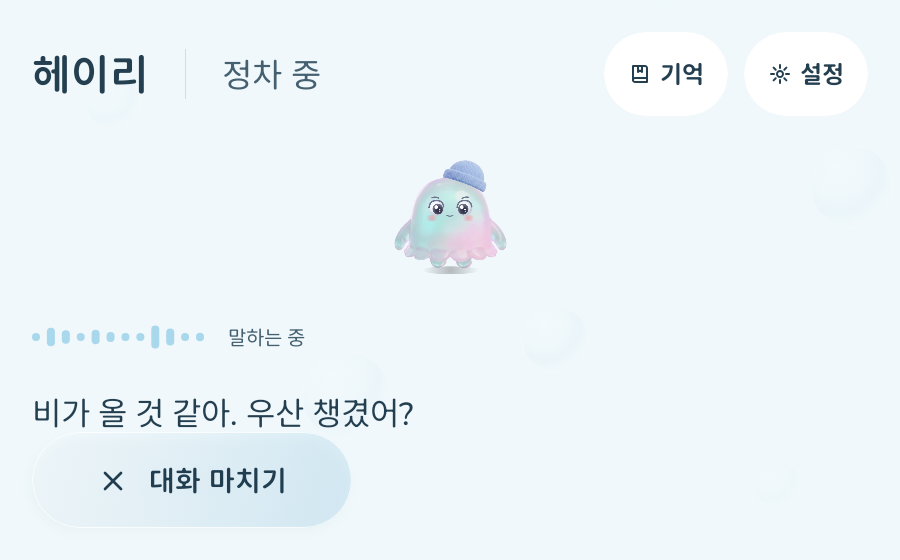 헤이리
정차 중
기억
설정
말하는 중
비가 올 것 같아. 우산 챙겼어?
대화 마치기